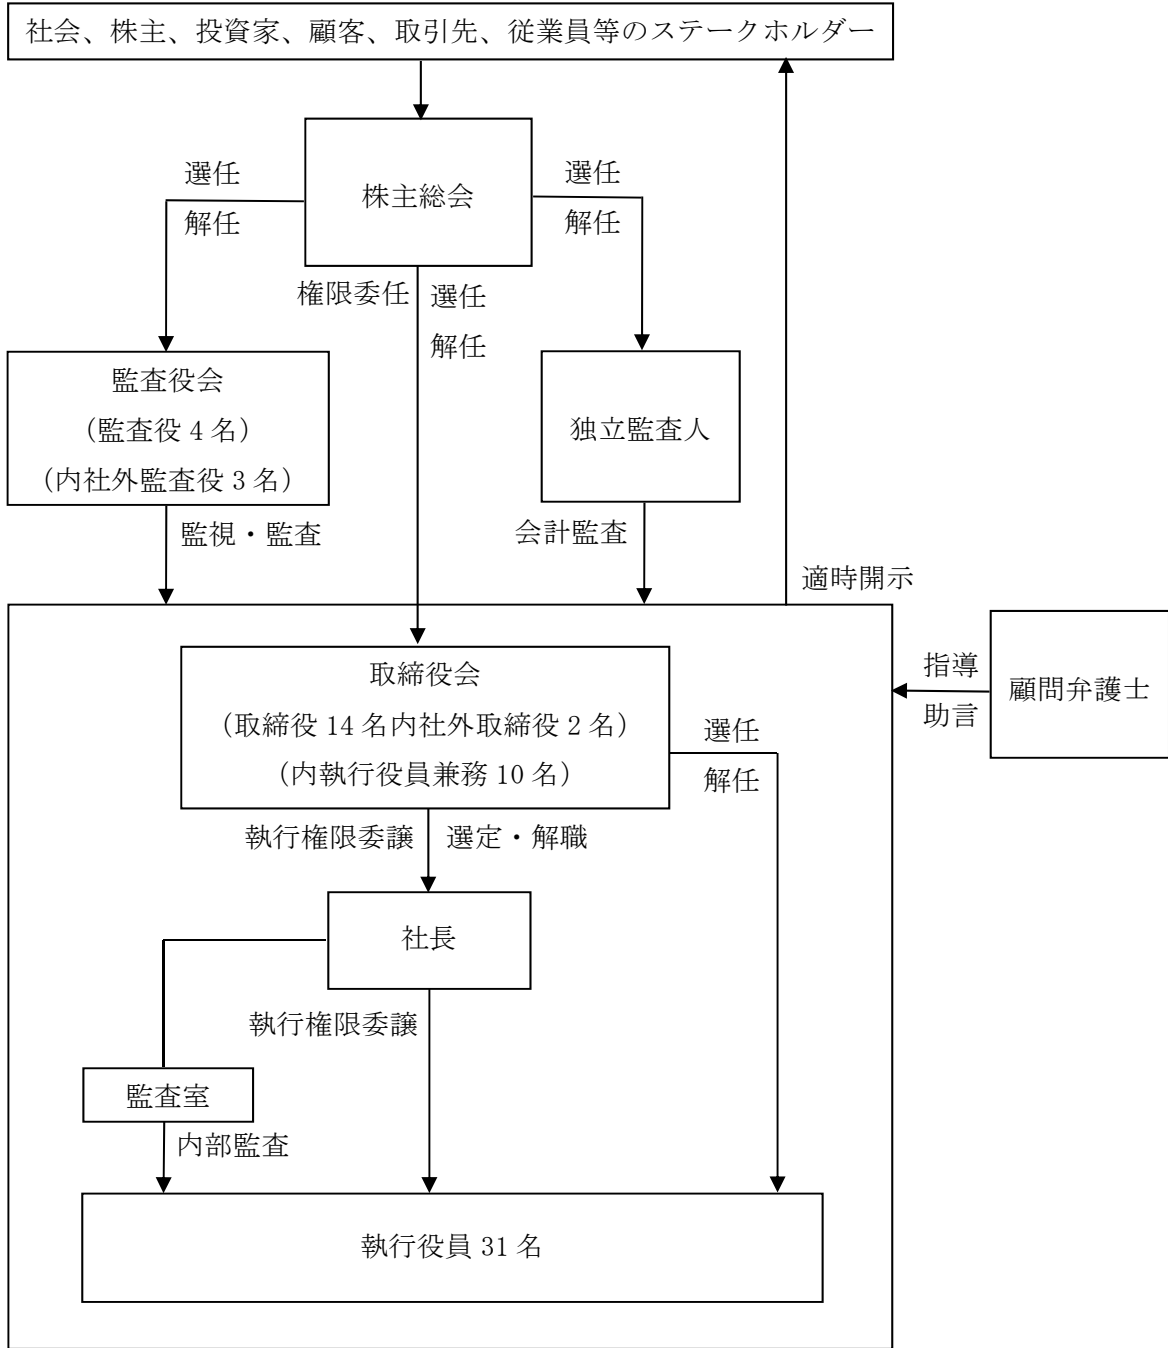 社会、株主、投資家、顧客、取引先、従業員等のステークホルダー
株主総会
選任
解任
選任
解任
権限委任
選任
解任
監査役会
(監査役 4 名)
(内社外監査役 3 名)
独立監査人
監視・監査
会計監査
適時開示
取締役会
(取締役 14 名内社外取締役 2 名)
(内執行役員兼務 10 名)
選任
解任
指導
助言
顧問弁護士
執行権限委譲
選定・解職
社長
執行権限委譲
監査室
内部監査
執行役員 31 名